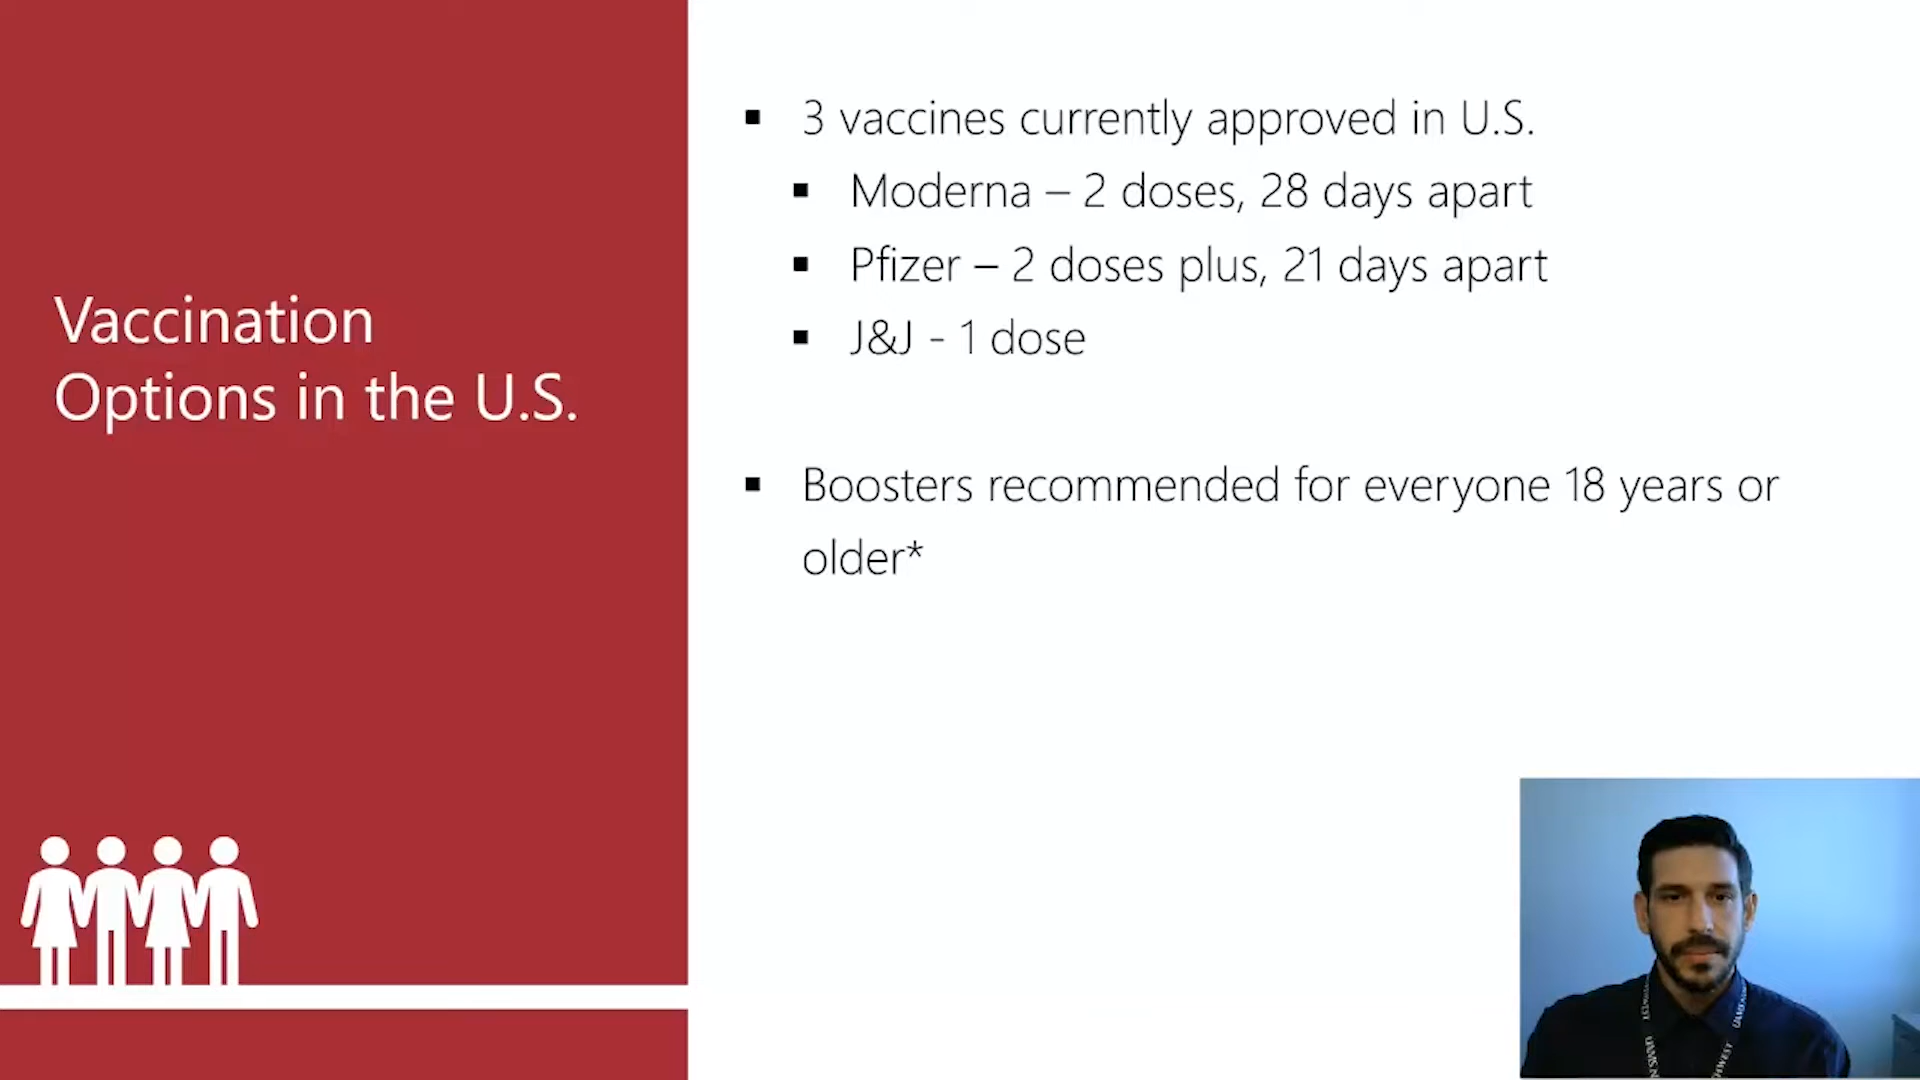 Vaccination
Options in the U.S.
▪ 3 vaccines currently approved in U.S.
▪ Moderna – 2 doses, 28 days apart
▪ Pfizer – 2 doses plus, 21 days apart
▪ J&J - 1 dose
▪ Boosters recommended for everyone 18 years or
older*
UAMS N